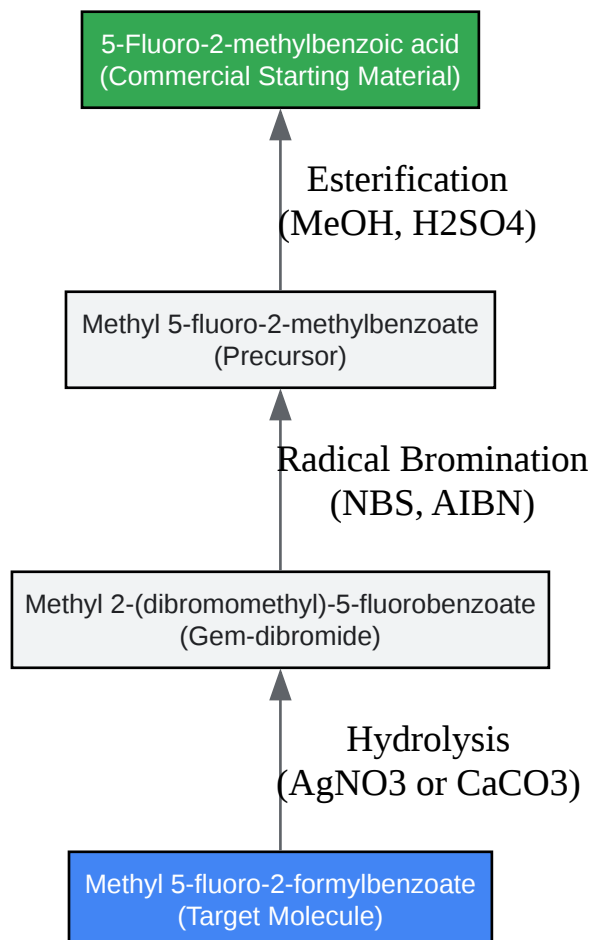 5-Fluoro-2-methylbenzoic acid
(Commercial Starting Material)
Esterification
(MeOH, H2SO4)
Methyl 5-fluoro-2-methylbenzoate
(Precursor)
Radical Bromination
(NBS, AIBN)
Methyl 2-(dibromomethyl)-5-fluorobenzoate
(Gem-dibromide)
Hydrolysis
(AgNO3 or CaCO3)
Methyl 5-fluoro-2-formylbenzoate
(Target Molecule)